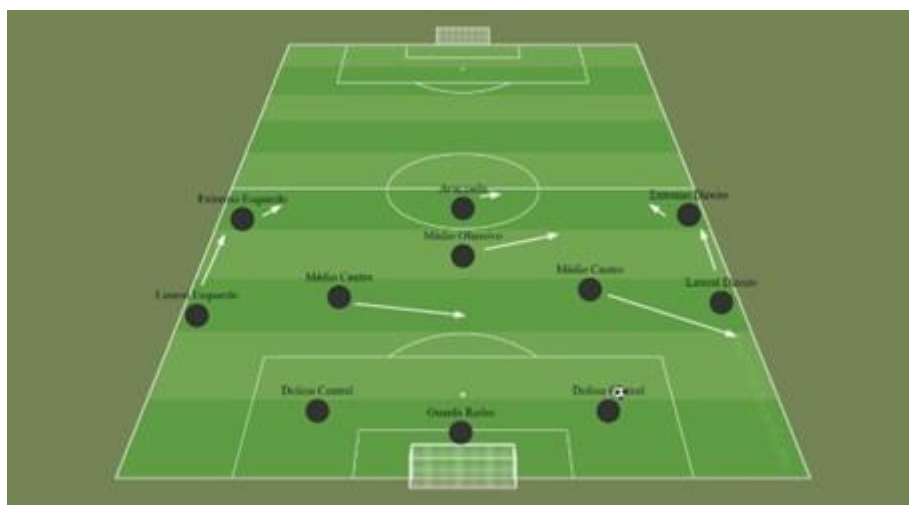 Extremo Esquerdo
Avançado
Extremo Direito
Médio Ofensivo
Médio Centro
Médio Centro
Lateral Esquerdo
Lateral Direito
Defesa Central
Defesa Central
Guarda Redes